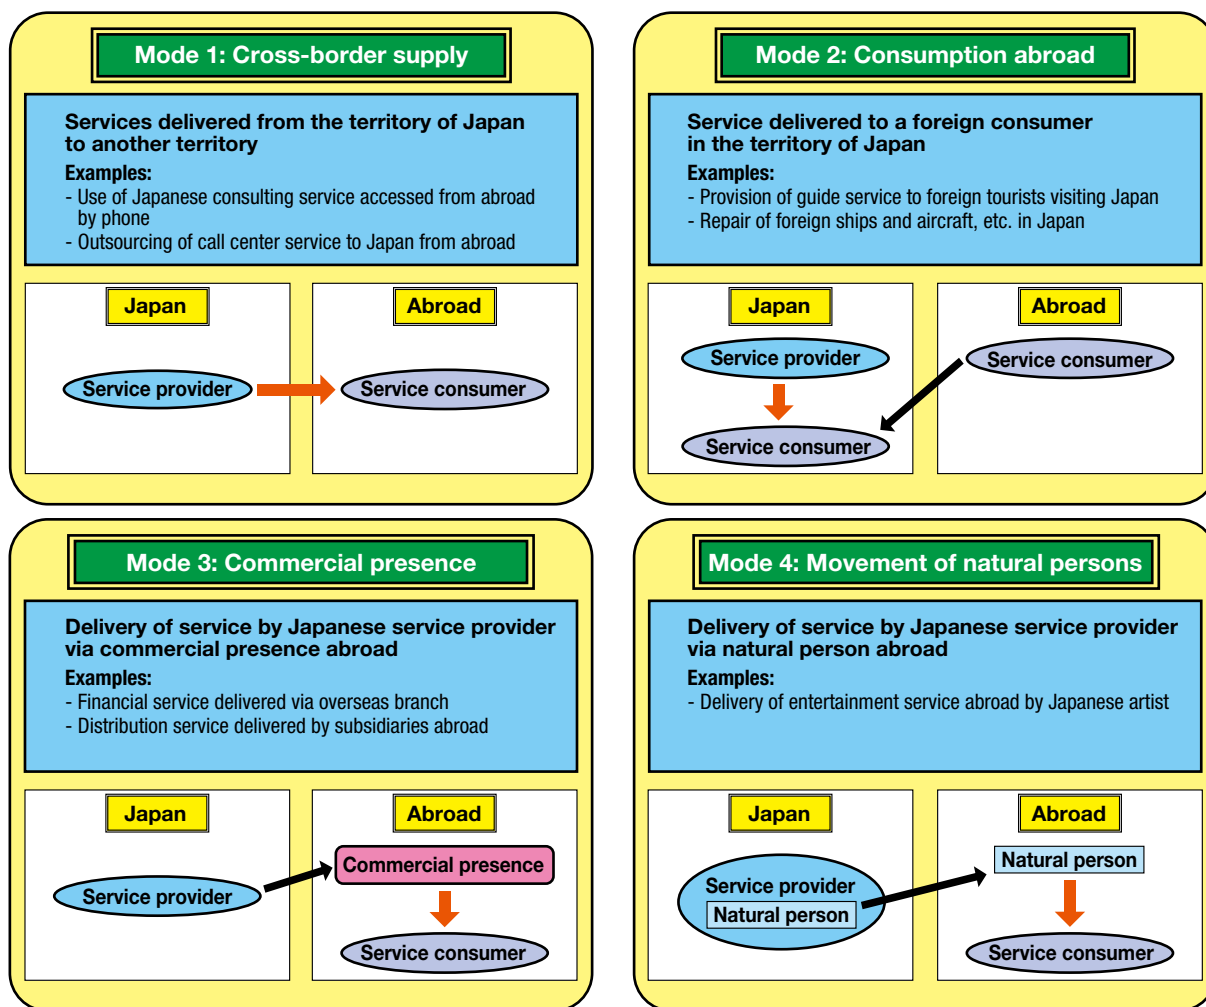 Mode 1: Cross-border supply
Services delivered from the territory of Japan
to another territory
Examples:
- Use of Japanese consulting service accessed from abroad
by phone
- Outsourcing of call center service to Japan from abroad
Japan
Abroad
Service provider
Service consumer
Mode 2: Consumption abroad
Service delivered to a foreign consumer
in the territory of Japan
Examples:
- Provision of guide service to foreign tourists visiting Japan
- Repair of foreign ships and aircraft, etc. in Japan
Japan
Abroad
Service provider
Service consumer
Service consumer
Mode 3: Commercial presence
Delivery of service by Japanese service provider
via commercial presence abroad
Examples:
- Financial service delivered via overseas branch
- Distribution service delivered by subsidiaries abroad
Japan
Abroad
Service provider
Commercial presence
Service consumer
Mode 4: Movement of natural persons
Delivery of service by Japanese service provider
via natural person abroad
Examples:
- Delivery of entertainment service abroad by Japanese artist
Japan
Abroad
Service provider
Natural person
Natural person
Service consumer